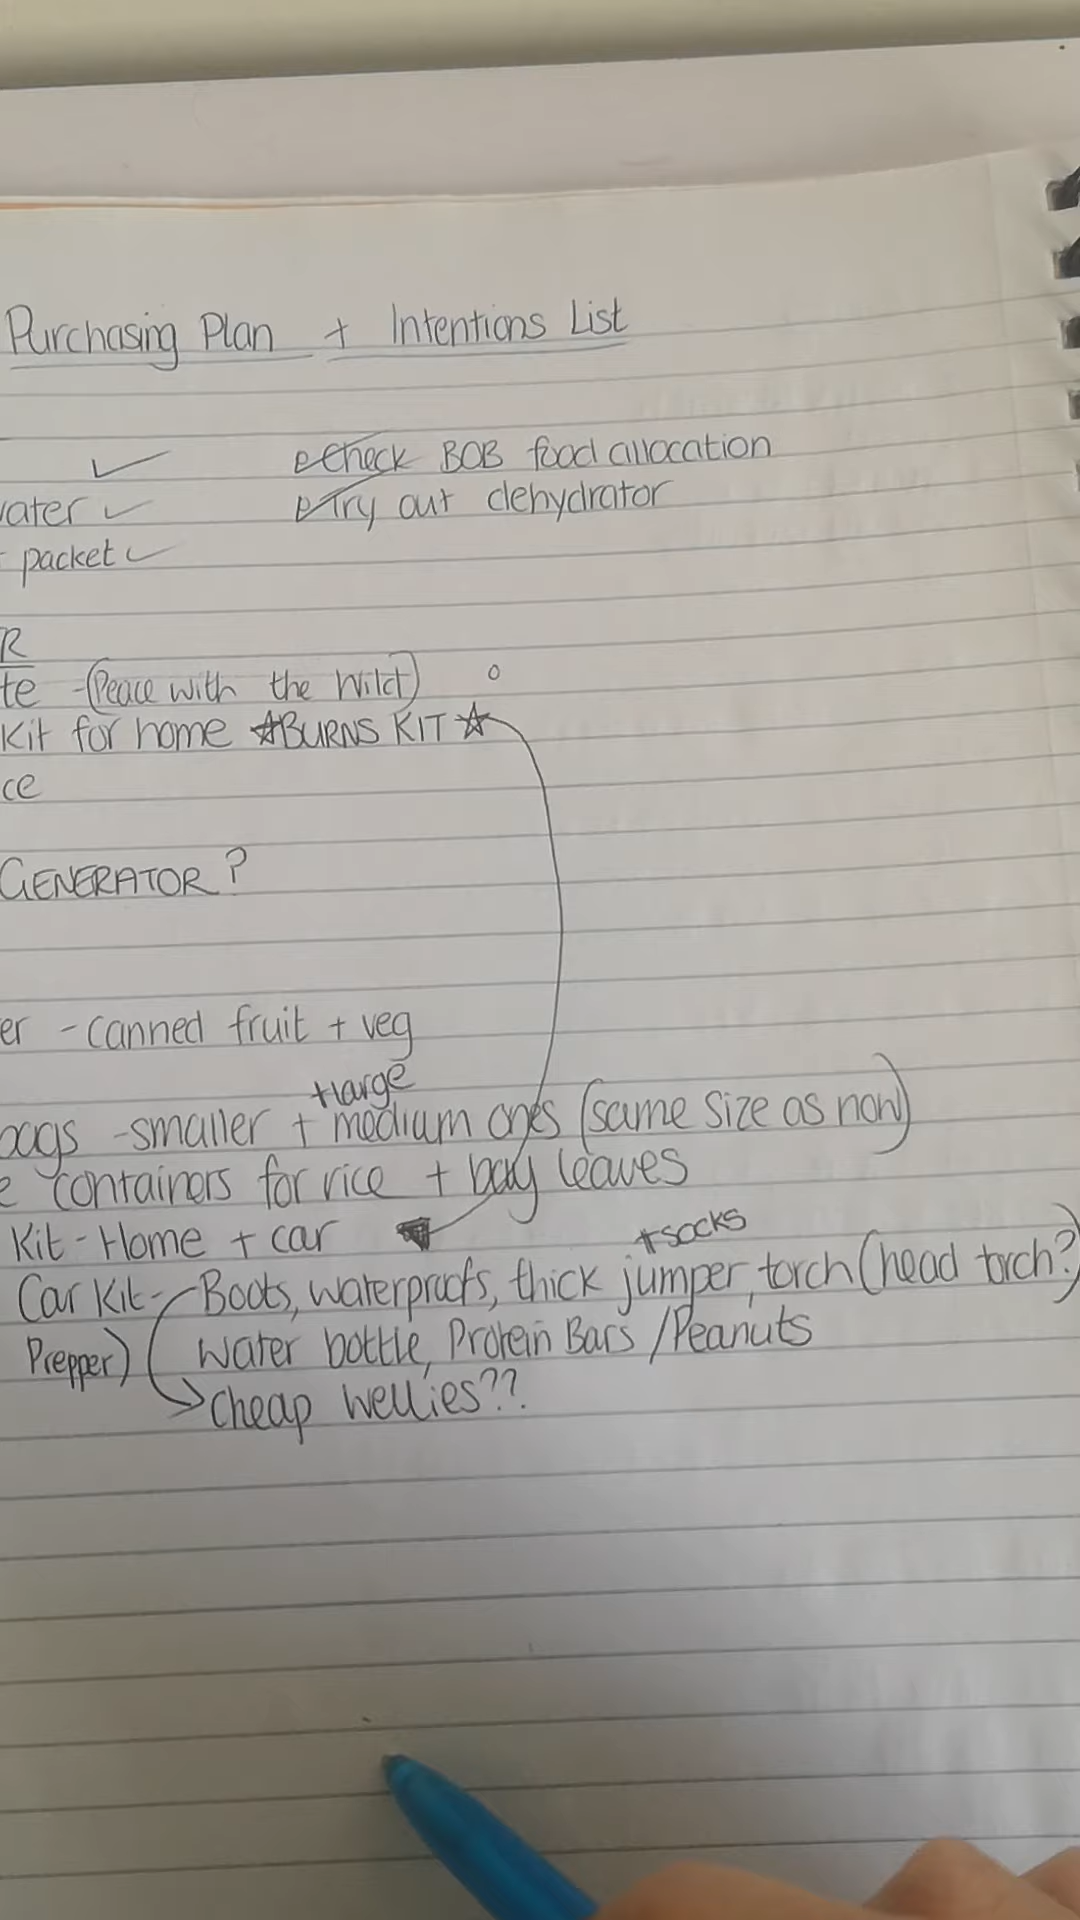 Purchasing Plan + Intentions List
✓ Check BOB food allocation
ater ✓ Try out dehydrator
packet ✓
R
te - (Peace with the Wild)
Kit for home ☆BURNS KIT☆
ce
GENERATOR?
er - canned fruit + veg
+large
bags - smaller + medium ones (same size as now)
e containers for rice + bay leaves
Kit - Home + car
+socks
Car Kit - Boots, waterproofs, thick jumper, torch (head torch?)
Prepper) water bottle, Protein Bars / Peanuts
→ cheap wellies??